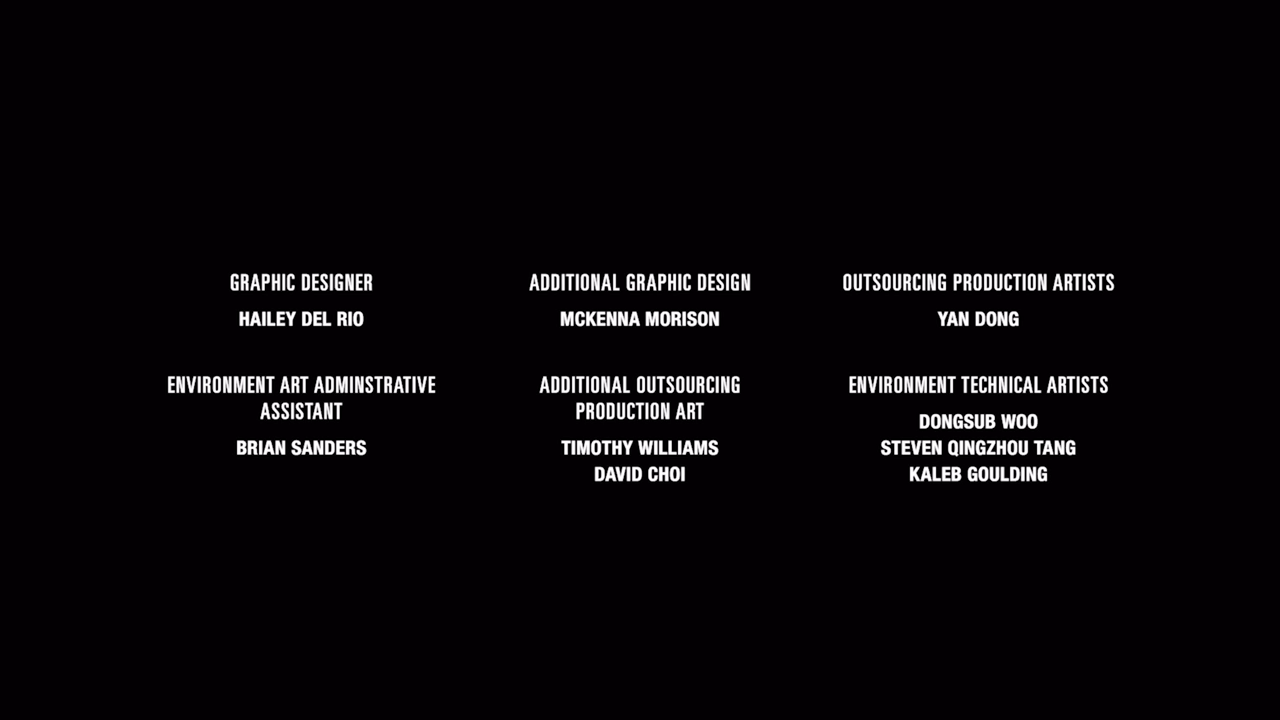 GRAPHIC DESIGNER
HAILEY DEL RIO
ADDITIONAL GRAPHIC DESIGN
MCKENNA MORISON
OUTSOURCING PRODUCTION ARTISTS
YAN DONG
ENVIRONMENT ART ADMINSTRATIVE
ASSISTANT
BRIAN SANDERS
ADDITIONAL OUTSOURCING
PRODUCTION ART
TIMOTHY WILLIAMS
DAVID CHOI
ENVIRONMENT TECHNICAL ARTISTS
DONGSUB WOO
STEVEN QINGZHOU TANG
KALEB GOULDING